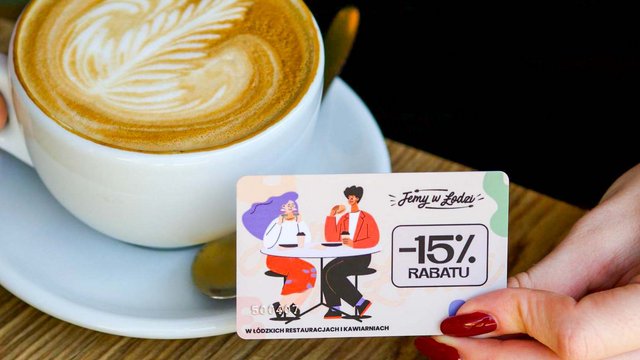 Jemy w Łodzi
-15%
RABATU
W ŁÓDZKICH RESTAURACJACH I KAWIARNIACH